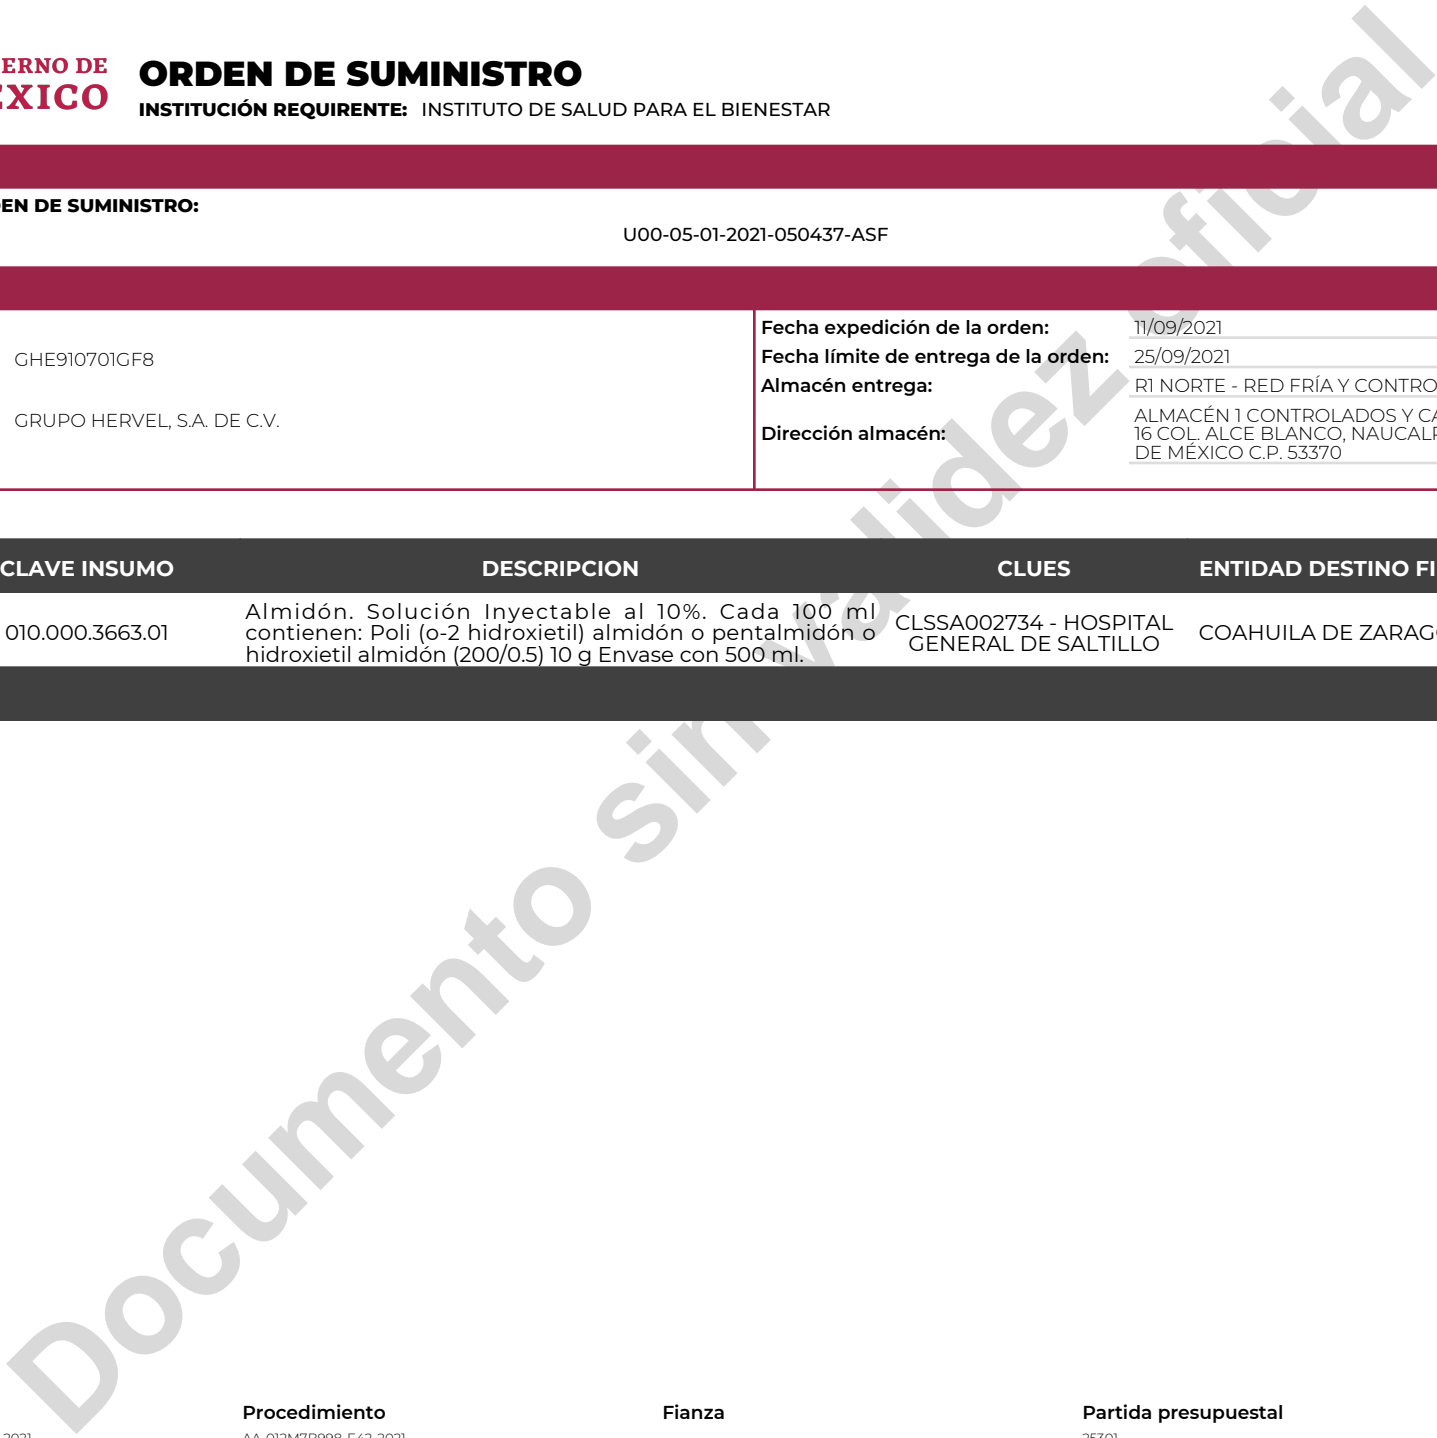 ERNO DE
EXICO
ORDEN DE SUMINISTRO
INSTITUCIÓN REQUIRENTE: INSTITUTO DE SALUD PARA EL BIENESTAR
EN DE SUMINISTRO:
U00-05-01-2021-050437-ASF
GHE910701GF8
GRUPO HERVEL, S.A. DE C.V.
Fecha expedición de la orden: 11/09/2021
Fecha límite de entrega de la orden: 25/09/2021
Almacén entrega: R1 NORTE - RED FRÍA Y CONTRO
Dirección almacén:
ALMACÉN 1 CONTROLADOS Y CA
16 COL. ALCE BLANCO, NAUCALP
DE MÉXICO C.P. 53370
CLAVE INSUMO DESCRIPCION CLUES ENTIDAD DESTINO FI
010.000.3663.01
Almidón. Solución Inyectable al 10%. Cada 100 ml
contienen: Poli (o-2 hidroxietil) almidón o pentalmidón o
hidroxietil almidón (200/0.5) 10 g Envase con 500 ml.
CLSSA002734 - HOSPITAL
GENERAL DE SALTILLO
COAHUILA DE ZARAG
Documento sin validez oficial
Procedimiento Fianza Partida presupuestal